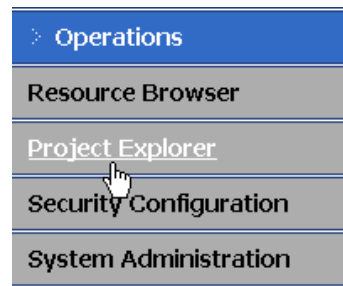 Operations
Resource Browser
Project Explorer
Security Configuration
System Administration